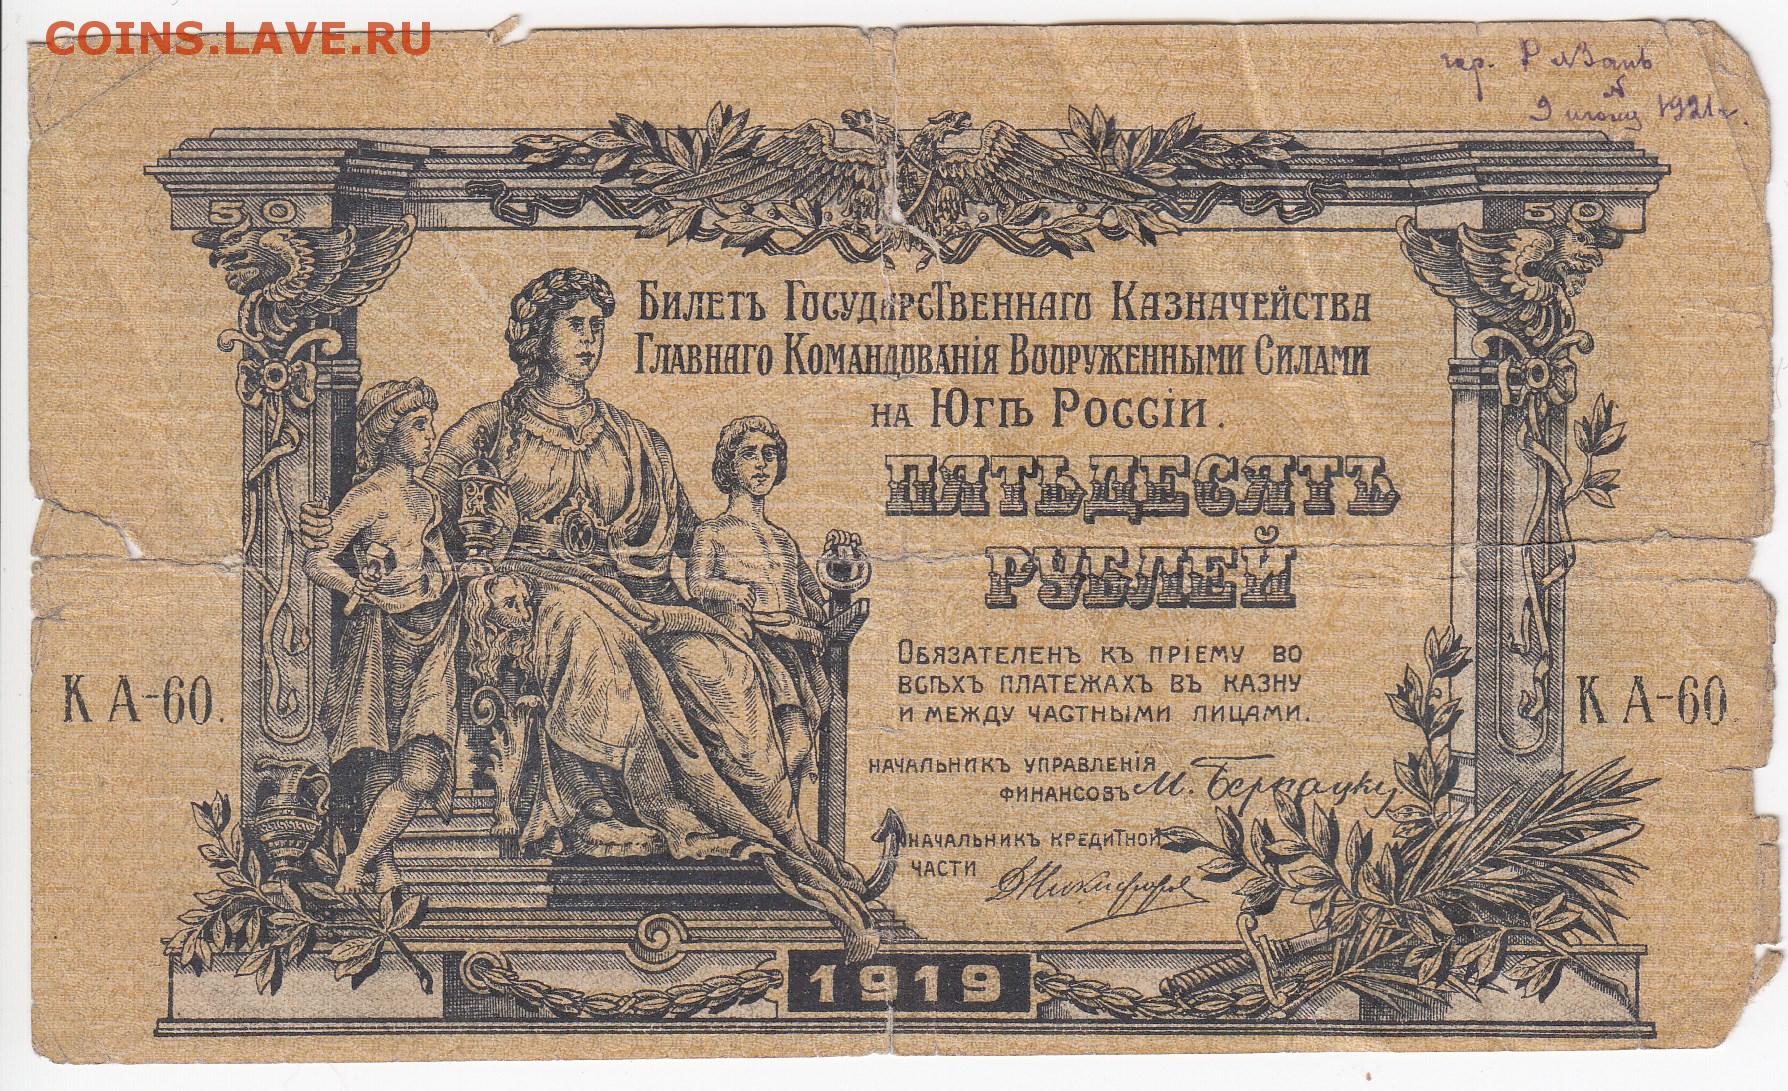 COINS.LAVE.RU
гор. Рязань
9 июня 1921 г.
50
50
Билетъ Государственнаго Казначейства
Главнаго Командованія Вооруженными Силами
на Югѣ Россіи.
ПЯТЬДЕСЯТЪ
РУБЛЕЙ
Обязателенъ къ пріему во
всѣхъ платежахъ въ казну
и между частными лицами.
КА-60.
КА-60.
Начальникъ Управленія
Финансовъ М. Бернацкій
Начальникъ Кредитной
Части
1919